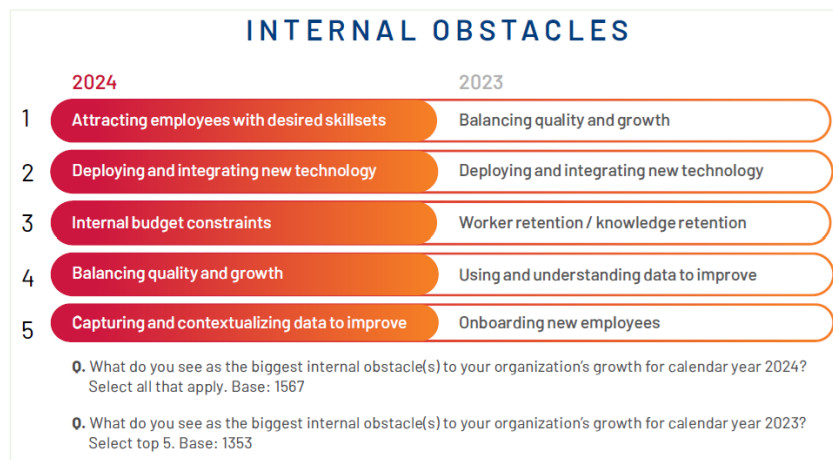 INTERNAL OBSTACLES
2024 2023
1 Attracting employees with desired skillsets Balancing quality and growth
2 Deploying and integrating new technology Deploying and integrating new technology
3 Internal budget constraints Worker retention / knowledge retention
4 Balancing quality and growth Using and understanding data to improve
5 Capturing and contextualizing data to improve Onboarding new employees
Q. What do you see as the biggest internal obstacle(s) to your organization's growth for calendar year 2024?
Select all that apply. Base: 1567
Q. What do you see as the biggest internal obstacle(s) to your organization's growth for calendar year 2023?
Select top 5. Base: 1353